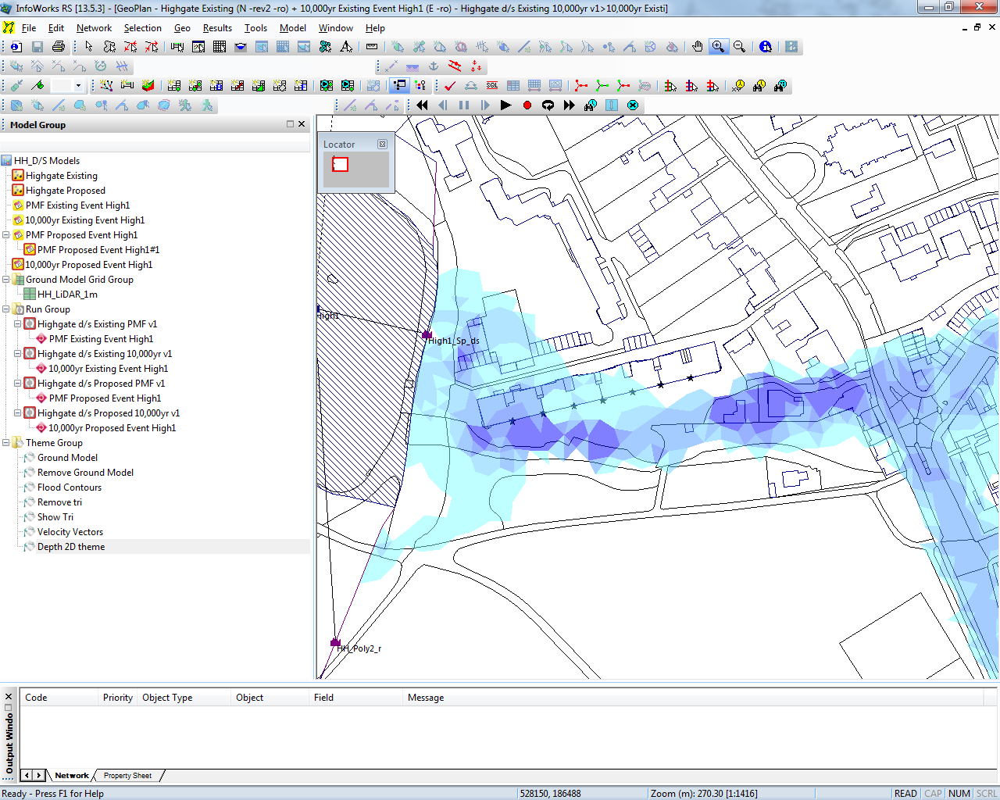 InfoWorks RS [13.5.3] - [GeoPlan - Highgate Existing (N -rev2 -ro) + 10,000yr Existing Event High1 (E -ro) - Highgate d/s Existing 10,000yr v1>10,000yr Existi]
File Edit Network Selection Geo Results Tools Model Window Help
SQL
Model Group
HH_D/S Models
Highgate Existing
Highgate Proposed
PMF Existing Event High1
10,000yr Existing Event High1
PMF Proposed Event High1
PMF Proposed Event High1#1
10,000yr Proposed Event High1
Ground Model Grid Group
HH_LiDAR_1m
Run Group
Highgate d/s Existing PMF v1
PMF Existing Event High1
Highgate d/s Existing 10,000yr v1
10,000yr Existing Event High1
Highgate d/s Proposed PMF v1
PMF Proposed Event High1
Highgate d/s Proposed 10,000yr v1
10,000yr Proposed Event High1
Theme Group
Ground Model
Remove Ground Model
Flood Contours
Remove tri
Show Tri
Velocity Vectors
Depth 2D theme
Locator
High1
High1_Sp_ds
HH_Poly2_r
Output Windo
Code Priority Object Type Object Field Message
Network Property Sheet
Ready - Press F1 for Help 528150, 186488 Zoom (m): 270.30 [1:1416] READ CAP NUM SCRL